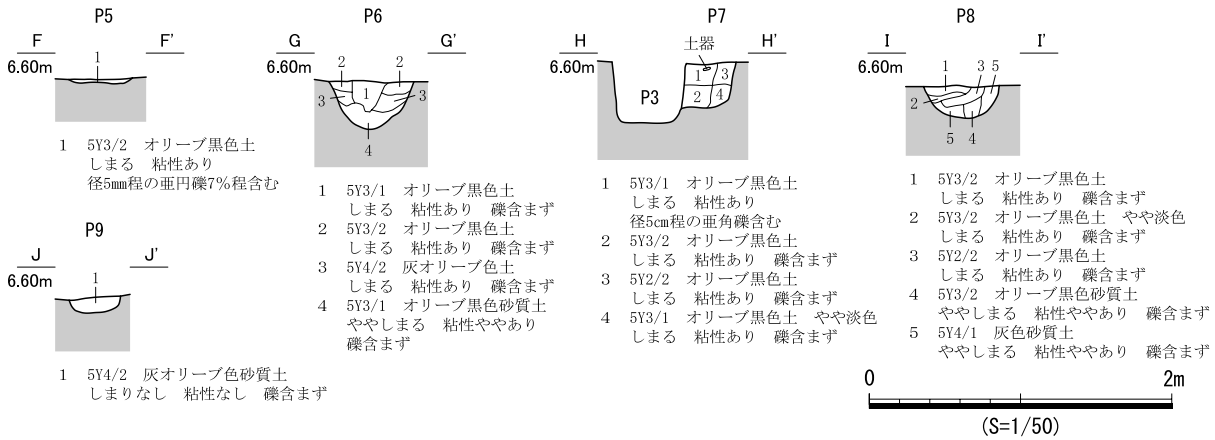 P5
F F'
6.60m
1
1 5Y3/2 オリーブ黒色土
しまる 粘性あり
径5mm程の亜円礫7%程含む
P6
G G'
6.60m
2 2
1
3 3
4
1 5Y3/1 オリーブ黒色土
しまる 粘性あり 礫含まず
2 5Y3/2 オリーブ黒色土
しまる 粘性あり 礫含まず
3 5Y4/2 灰オリーブ色土
しまる 粘性あり 礫含まず
4 5Y3/1 オリーブ黒色砂質土
ややしまる 粘性ややあり
礫含まず
P7
H H'
土器
6.60m
1 3
P3
2 4
1 5Y3/1 オリーブ黒色土
しまる 粘性あり
径5cm程の亜角礫含む
2 5Y3/2 オリーブ黒色土
しまる 粘性あり 礫含まず
3 5Y2/2 オリーブ黒色土
しまる 粘性あり 礫含まず
4 5Y3/1 オリーブ黒色土 やや淡色
しまる 粘性あり 礫含まず
P8
I I'
6.60m
1 3 5
2
5 4
1 5Y3/2 オリーブ黒色土
しまる 粘性あり 礫含まず
2 5Y3/2 オリーブ黒色土 やや淡色
しまる 粘性あり 礫含まず
3 5Y2/2 オリーブ黒色土
しまる 粘性あり 礫含まず
4 5Y3/2 オリーブ黒色砂質土
ややしまる 粘性ややあり 礫含まず
5 5Y4/1 灰色砂質土
ややしまる 粘性ややあり 礫含まず
P9
J J'
6.60m
1
1 5Y4/2 灰オリーブ色砂質土
しまりなし 粘性なし 礫含まず
0 2m
(S=1/50)